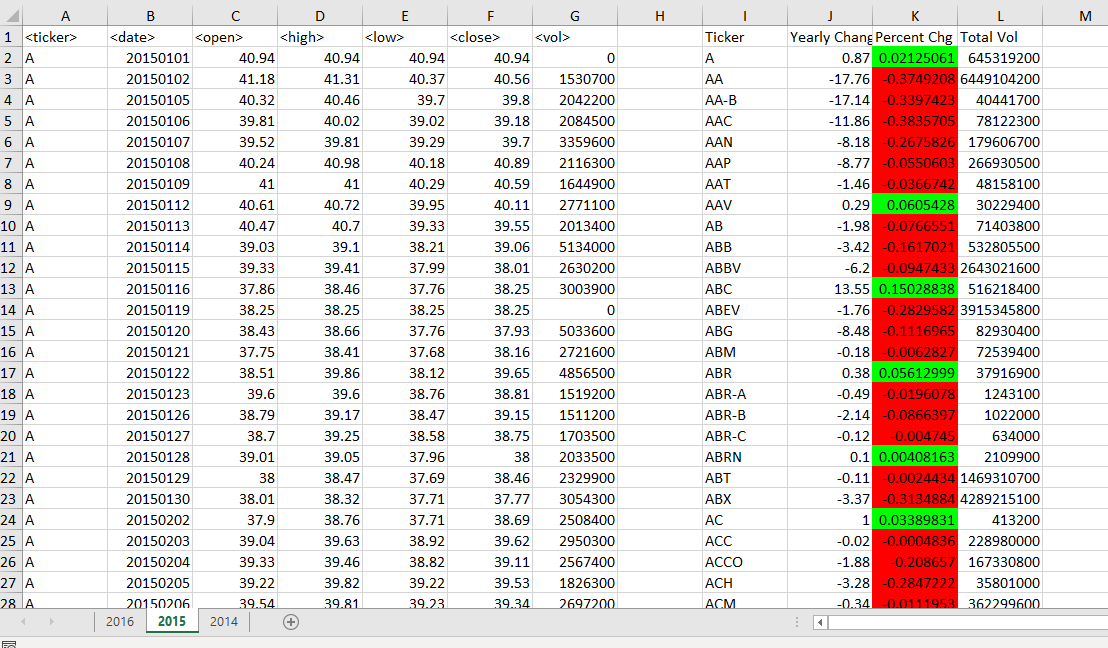 A B C D E F G H I J K L M
1 <ticker> <date> <open> <high> <low> <close> <vol> Ticker Yearly Chang Percent Chg Total Vol
2 A 20150101 40.94 40.94 40.94 40.94 0 A 0.87 0.02125061 645319200
3 A 20150102 41.18 41.31 40.37 40.56 1530700 AA -17.76 -0.3749208 6449104200
4 A 20150105 40.32 40.46 39.7 39.8 2042200 AA-B -17.14 -0.3397423 40441700
5 A 20150106 39.81 40.02 39.02 39.18 2084500 AAC -11.86 -0.3835705 78122300
6 A 20150107 39.52 39.81 39.29 39.7 3359600 AAN -8.18 -0.2675826 179606700
7 A 20150108 40.24 40.98 40.18 40.89 2116300 AAP -8.77 -0.0550603 266930500
8 A 20150109 41 41 40.29 40.59 1644900 AAT -1.46 -0.0366742 48158100
9 A 20150112 40.61 40.72 39.95 40.11 2771100 AAV 0.29 0.0605428 30229400
10 A 20150113 40.47 40.7 39.33 39.55 2013400 AB -1.98 -0.0766551 71403800
11 A 20150114 39.03 39.1 38.21 39.06 5134000 ABB -3.42 -0.1617021 532805500
12 A 20150115 39.33 39.41 37.99 38.01 2630200 ABBV -6.2 -0.0947433 2643021600
13 A 20150116 37.86 38.46 37.76 38.25 3003900 ABC 13.55 0.15028838 516218400
14 A 20150119 38.25 38.25 38.25 38.25 0 ABEV -1.76 -0.2829582 3915345800
15 A 20150120 38.43 38.66 37.76 37.93 5033600 ABG -8.48 -0.1116965 82930400
16 A 20150121 37.75 38.41 37.68 38.16 2721600 ABM -0.18 -0.0062827 72539400
17 A 20150122 38.51 39.86 38.12 39.65 4856500 ABR 0.38 0.05612999 37916900
18 A 20150123 39.6 39.6 38.76 38.81 1519200 ABR-A -0.49 -0.0196078 1243100
19 A 20150126 38.79 39.17 38.47 39.15 1511200 ABR-B -2.14 -0.0866397 1022000
20 A 20150127 38.7 39.25 38.58 38.75 1703500 ABR-C -0.12 -0.004745 634000
21 A 20150128 39.01 39.05 37.96 38 2033500 ABRN 0.1 0.00408163 2109900
22 A 20150129 38 38.47 37.69 38.46 2329900 ABT -0.11 -0.0024434 1469310700
23 A 20150130 38.01 38.32 37.71 37.77 3054300 ABX -3.37 -0.3134884 4289215100
24 A 20150202 37.9 38.76 37.71 38.69 2508400 AC 1 0.03389831 413200
25 A 20150203 39.04 39.63 38.92 39.62 2950300 ACC -0.02 -0.0004836 228980000
26 A 20150204 39.33 39.46 38.82 39.11 2567400 ACCO -1.88 -0.208657 167330800
27 A 20150205 39.22 39.82 39.22 39.53 1826300 ACH -3.28 -0.2847222 35801000
28 A 20150206 39.54 39.81 39.23 39.34 2697200 ACM -0.34 -0.0111953 362299600
2016 2015 2014